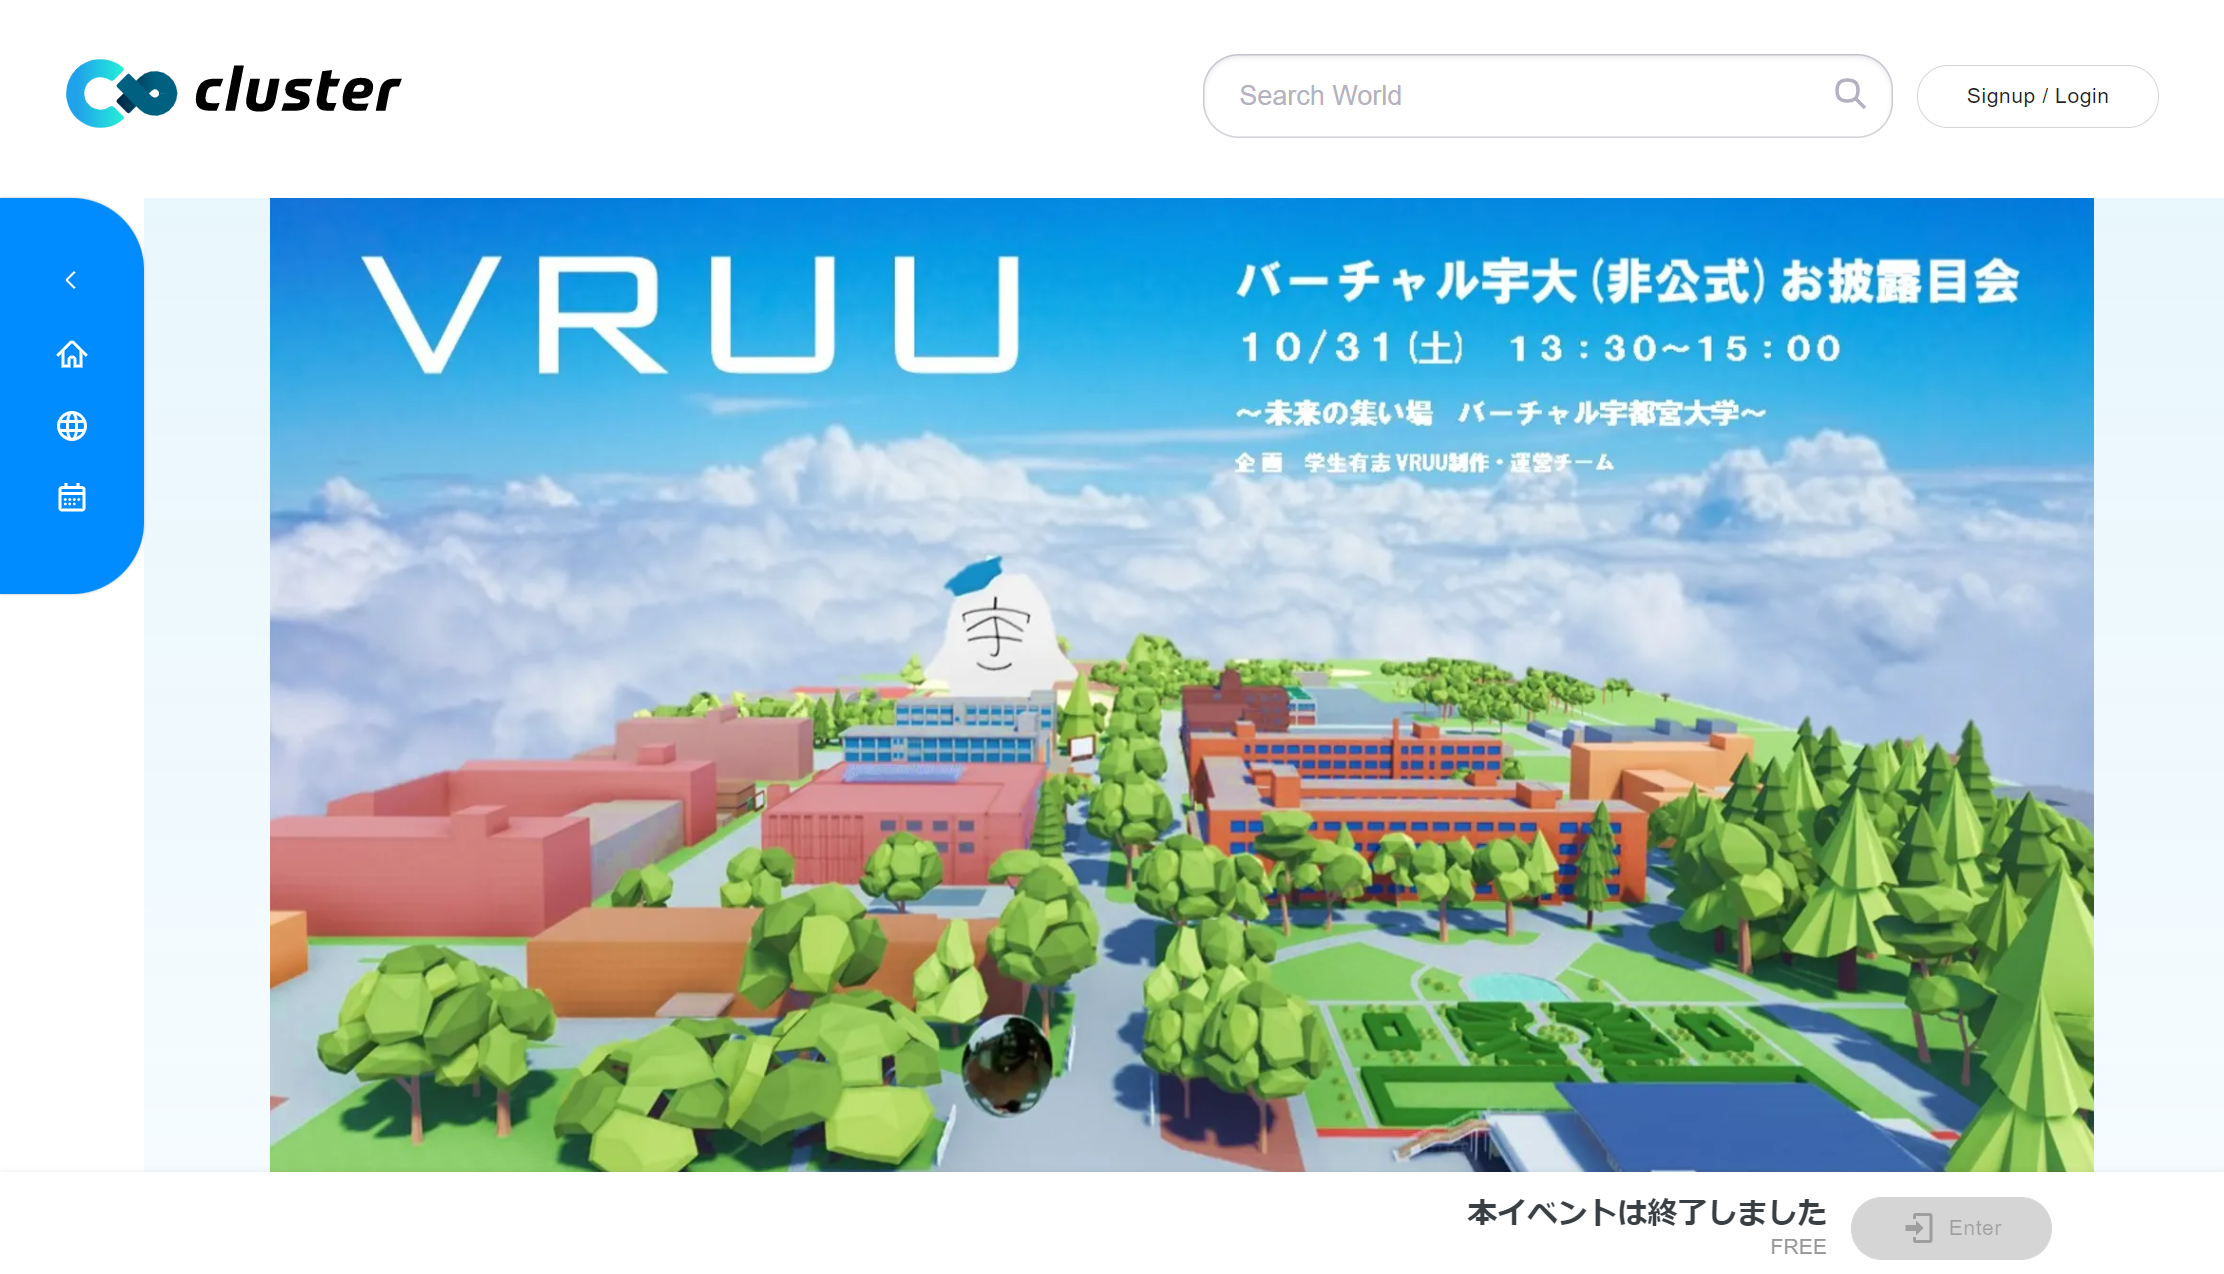 cluster
Search World
Signup / Login
VRUU
バーチャル宇大(非公式)お披露目会
10/31(土) 13:30~15:00
~未来の集い場 バーチャル宇都宮大学~
企画 学生有志VRUU制作・運営チーム
宇
本イベントは終了しました
FREE
Enter